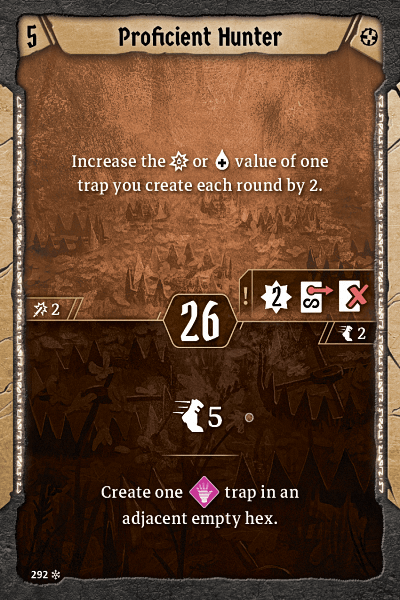 5
Proficient Hunter
Increase the or value of one
trap you create each round by 2.
2
26
! 2
2
5
Create one trap in an
adjacent empty hex.
292